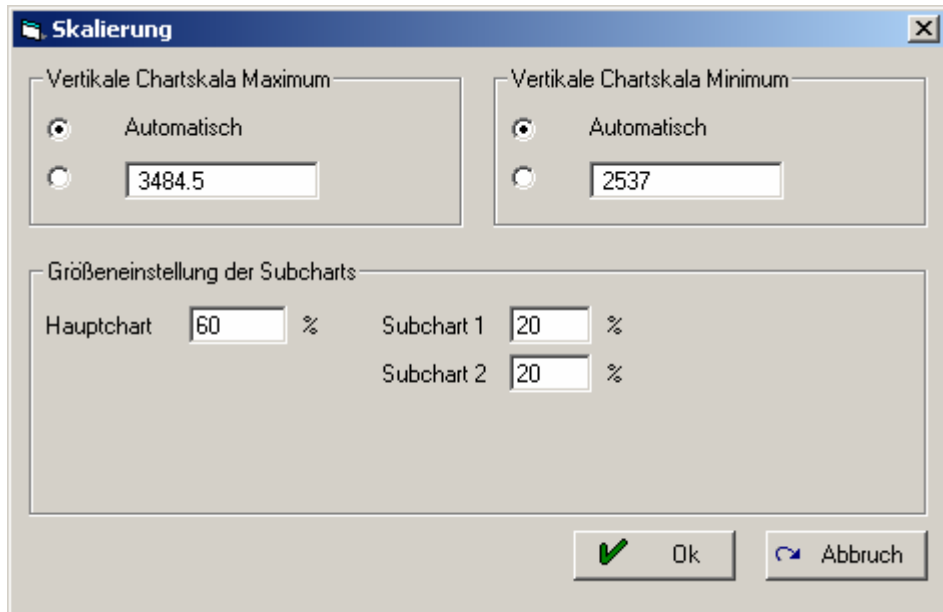 Skalierung
Vertikale Chartskala Maximum
Automatisch
3484.5
Vertikale Chartskala Minimum
Automatisch
2537
Größeneinstellung der Subcharts
Hauptchart 60 % Subchart 1 20 %
Subchart 2 20 %
Ok Abbruch